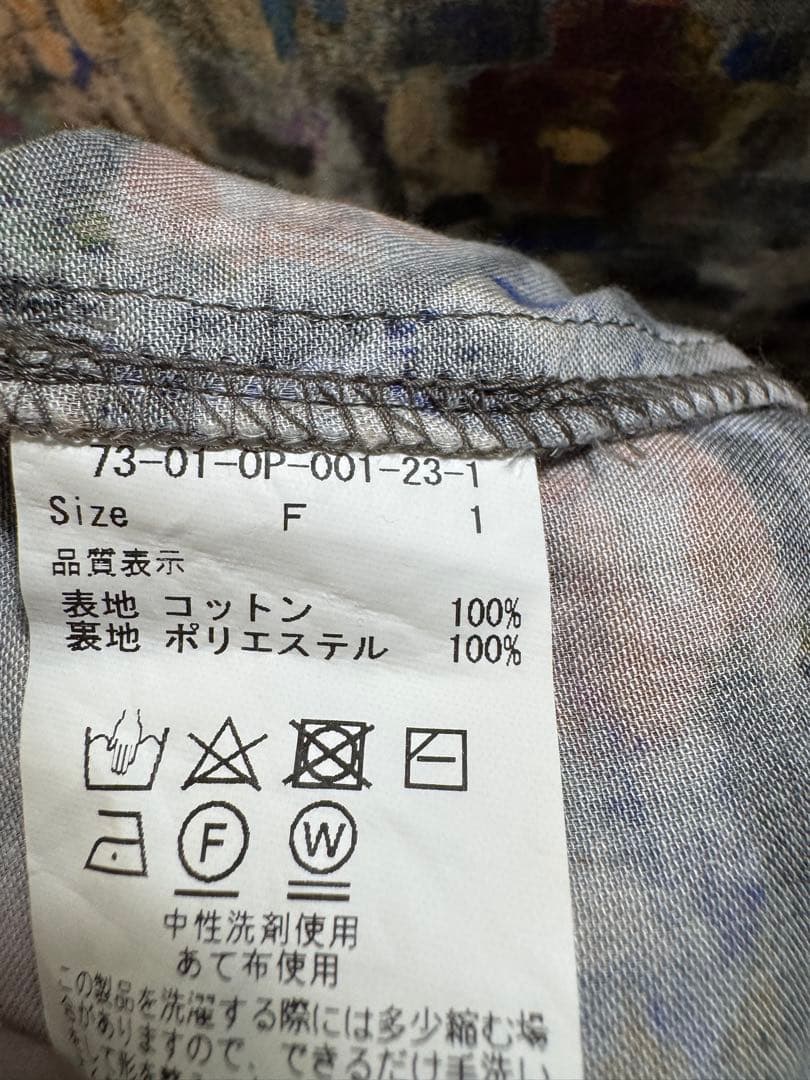 73-01-OP-001-23-1
Size F 1
品質表示
表地 コットン 100%
裏地 ポリエステル 100%
F W
中性洗剤使用
あて布使用
この製品を洗濯する際には多少縮む場
合がありますので、できるだけ手洗い